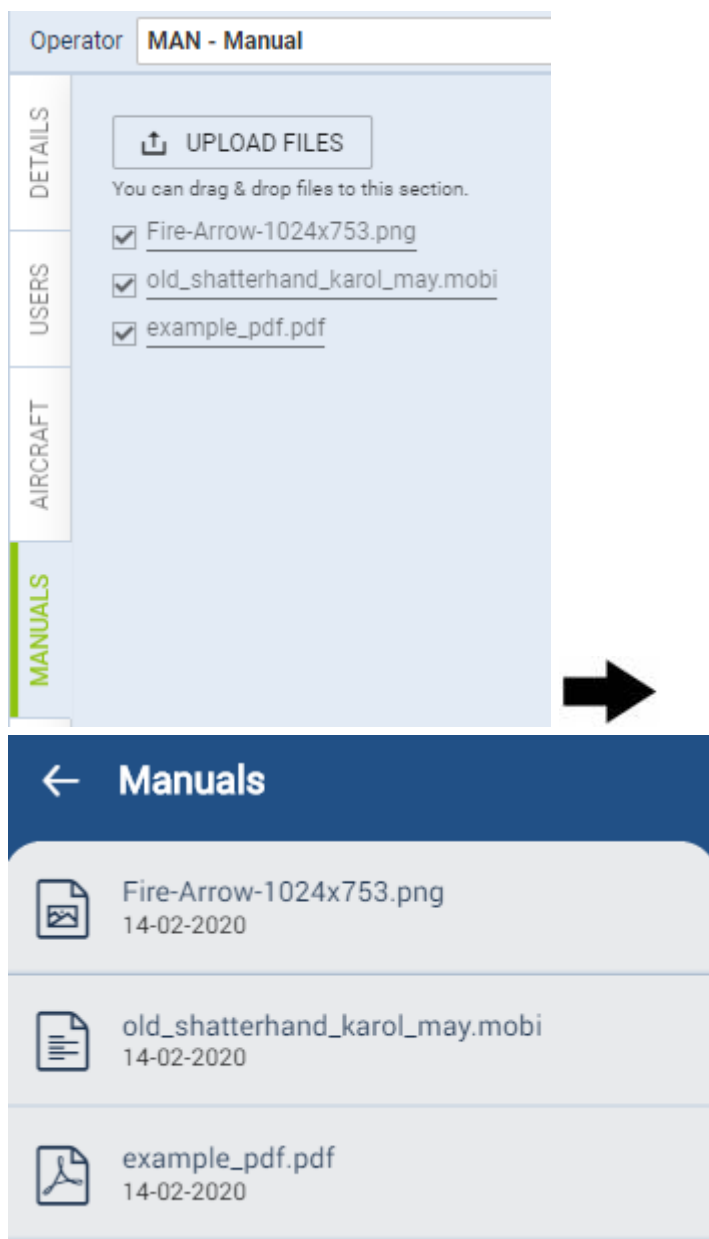 Operator MAN - Manual
DETAILS
USERS
AIRCRAFT
MANUALS
UPLOAD FILES
You can drag & drop files to this section.
Fire-Arrow-1024x753.png
old_shatterhand_karol_may.mobi
example_pdf.pdf
Manuals
Fire-Arrow-1024x753.png
14-02-2020
old_shatterhand_karol_may.mobi
14-02-2020
example_pdf.pdf
14-02-2020